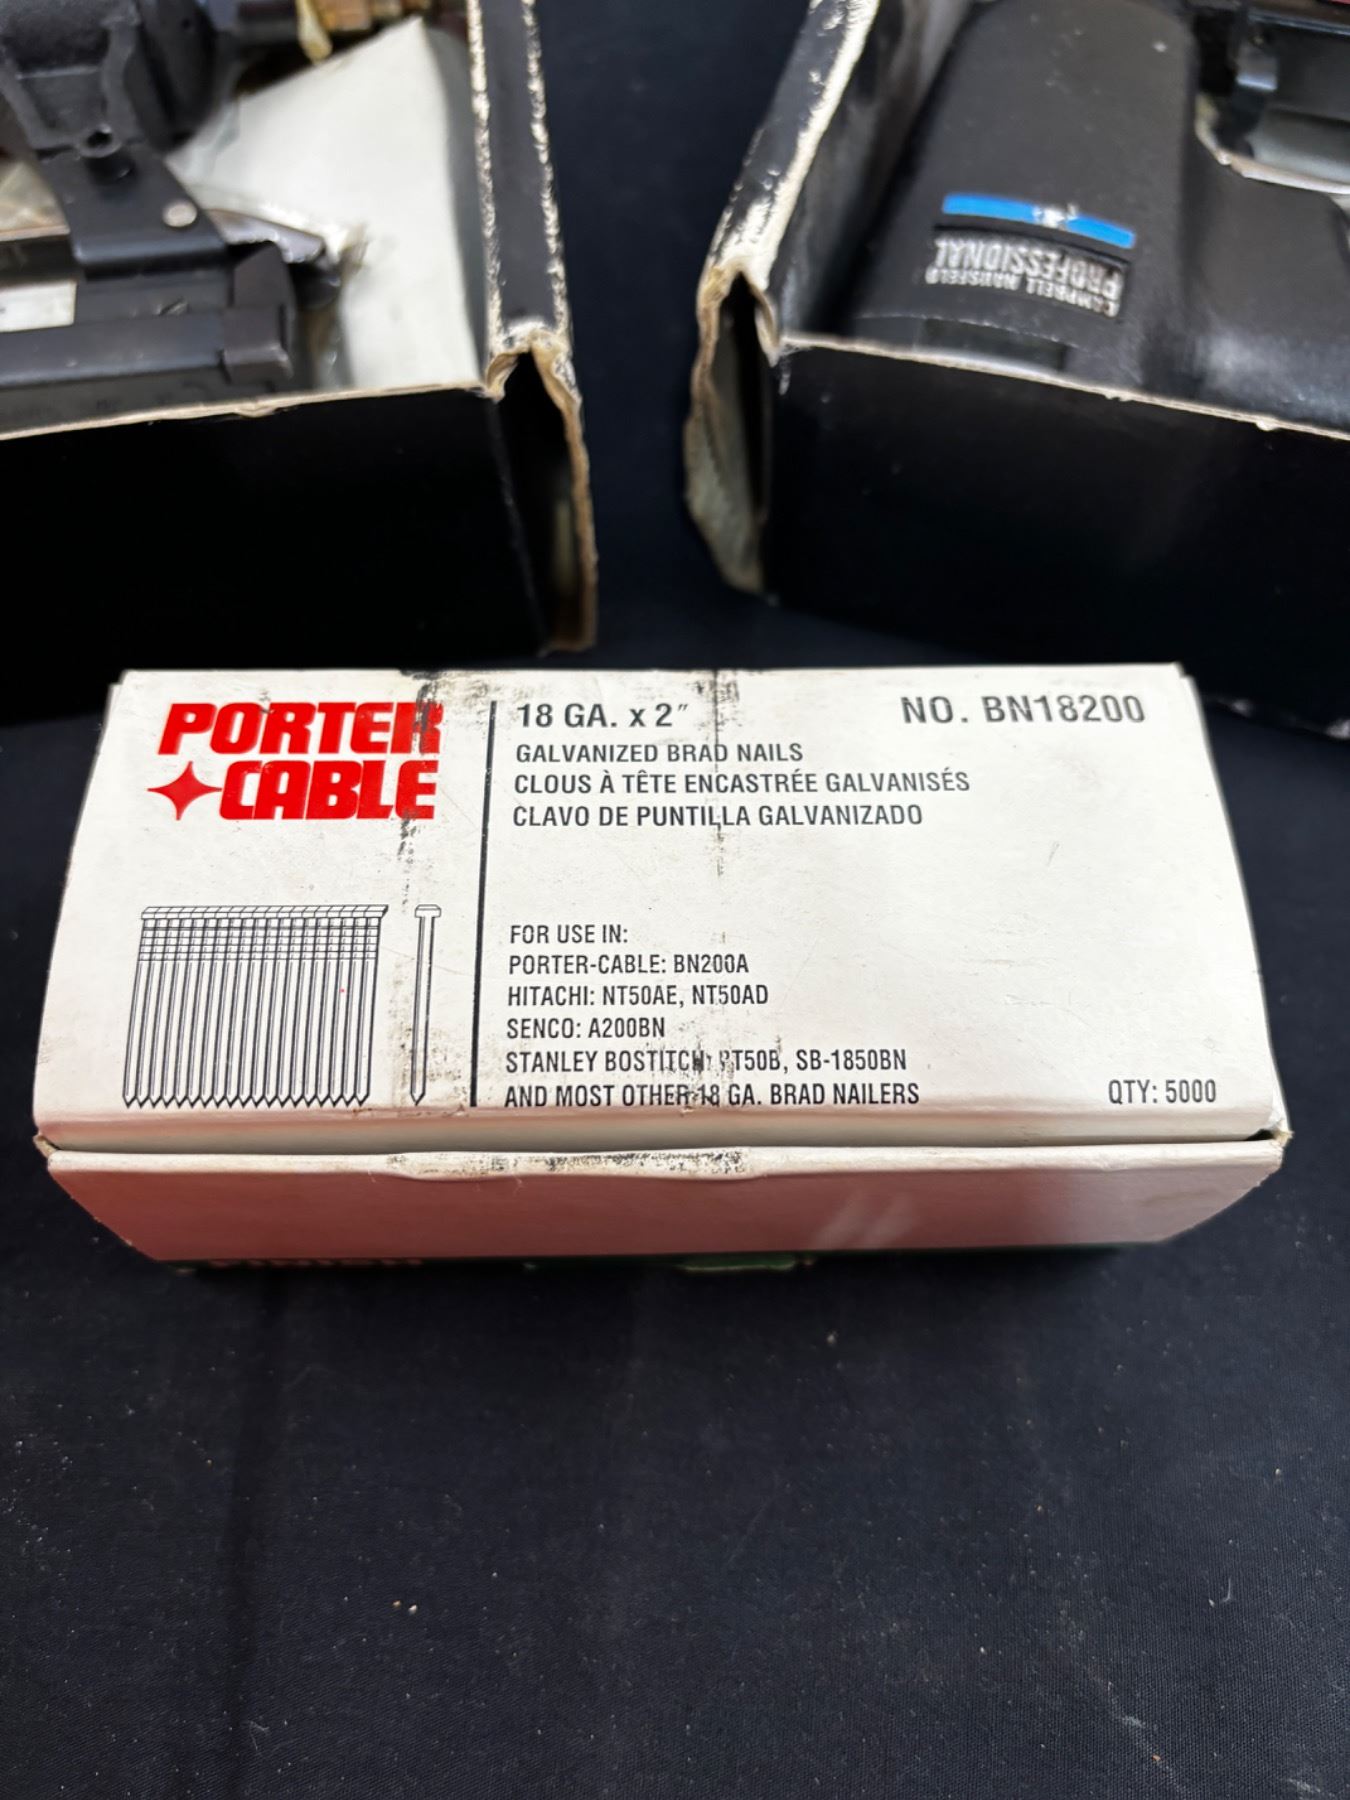 CAMPBELL HAUSFELD
PROFESSIONAL
PORTER
CABLE
18 GA. x 2"
NO. BN18200
GALVANIZED BRAD NAILS
CLOUS À TÊTE ENCASTRÉE GALVANISÉS
CLAVO DE PUNTILLA GALVANIZADO
FOR USE IN:
PORTER-CABLE: BN200A
HITACHI: NT50AE, NT50AD
SENCO: A200BN
STANLEY BOSTITCH: T50B, SB-1850BN
AND MOST OTHER 18 GA. BRAD NAILERS
QTY: 5000